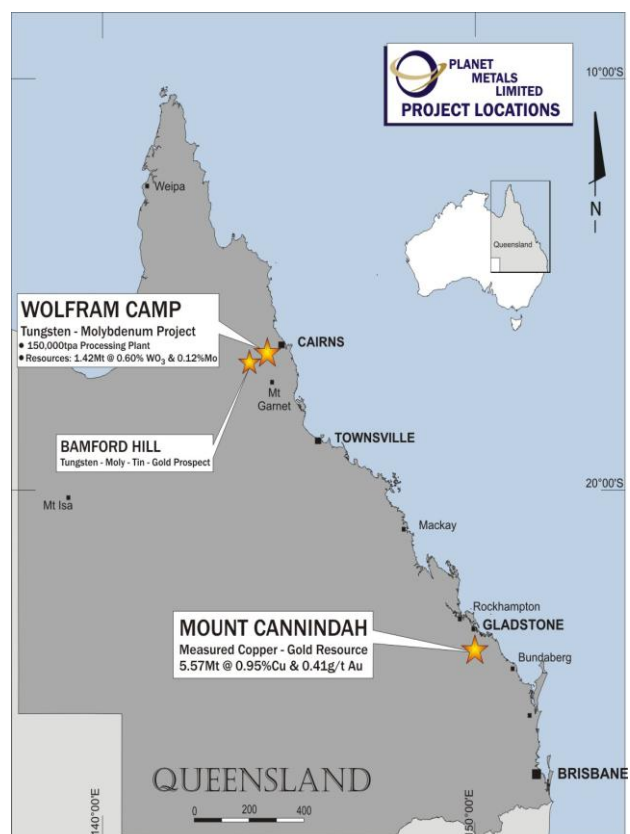 PLANET
METALS
LIMITED
PROJECT LOCATIONS
10°00'S
N
Queensland
Weipa
WOLFRAM CAMP
Tungsten - Molybdenum Project
• 150,000tpa Processing Plant
• Resources: 1.42Mt @ 0.60% WO₃ & 0.12%Mo
CAIRNS
Mt
Garnet
BAMFORD HILL
Tungsten - Moly - Tin - Gold Prospect
TOWNSVILLE
20°00'S
Mt Isa
Mackay
Rockhampton
GLADSTONE
MOUNT CANNINDAH
Measured Copper - Gold Resource
5.57Mt @ 0.95%Cu & 0.41g/t Au
Bundaberg
QUEENSLAND
BRISBANE
0 200 400
140°00'E
150°00'E